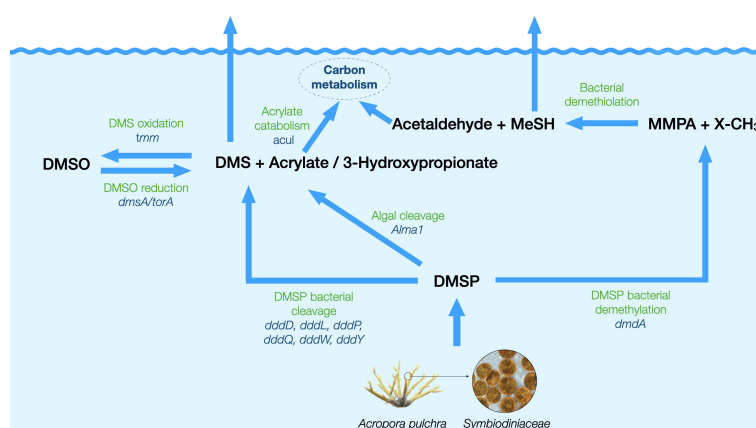 Carbon
metabolism
Bacterial
demethiolation
Acrylate
catabolism
acuI
DMS oxidation
tmm
Acetaldehyde + MeSH
MMPA + X-CH3
DMSO
DMS + Acrylate / 3-Hydroxypropionate
DMSO reduction
dmsA/torA
Algal cleavage
Alma1
DMSP
DMSP bacterial
cleavage
dddD, dddL, dddP,
dddQ, dddW, dddY
DMSP bacterial
demethylation
dmdA
Acropora pulchra
Symbiodiniaceae